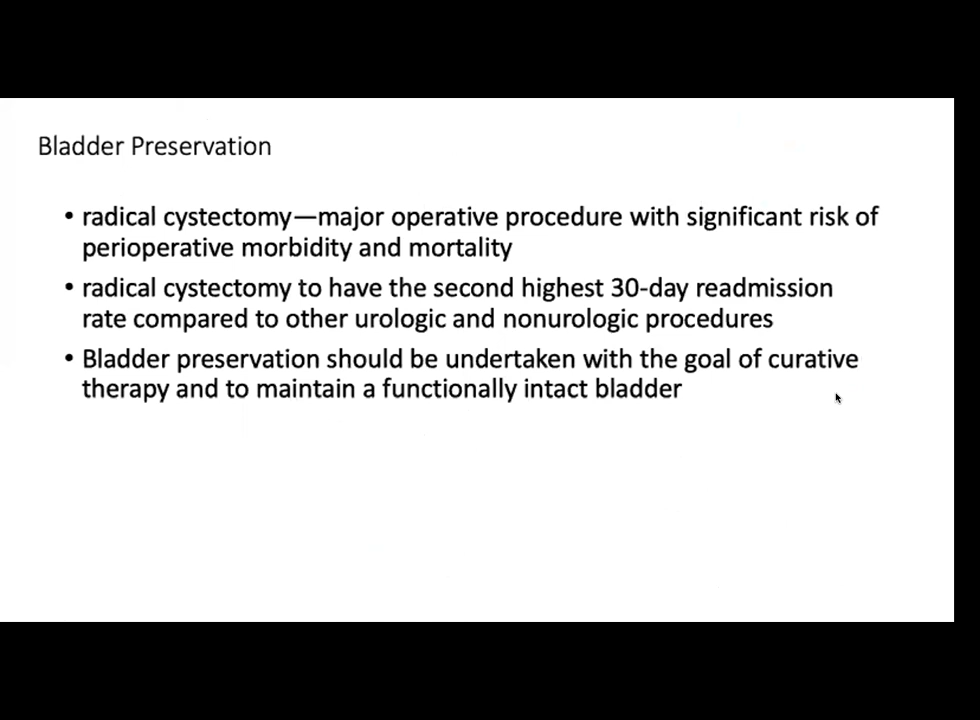 Bladder Preservation
• radical cystectomy—major operative procedure with significant risk of
perioperative morbidity and mortality
• radical cystectomy to have the second highest 30-day readmission
rate compared to other urologic and nonurologic procedures
• Bladder preservation should be undertaken with the goal of curative
therapy and to maintain a functionally intact bladder